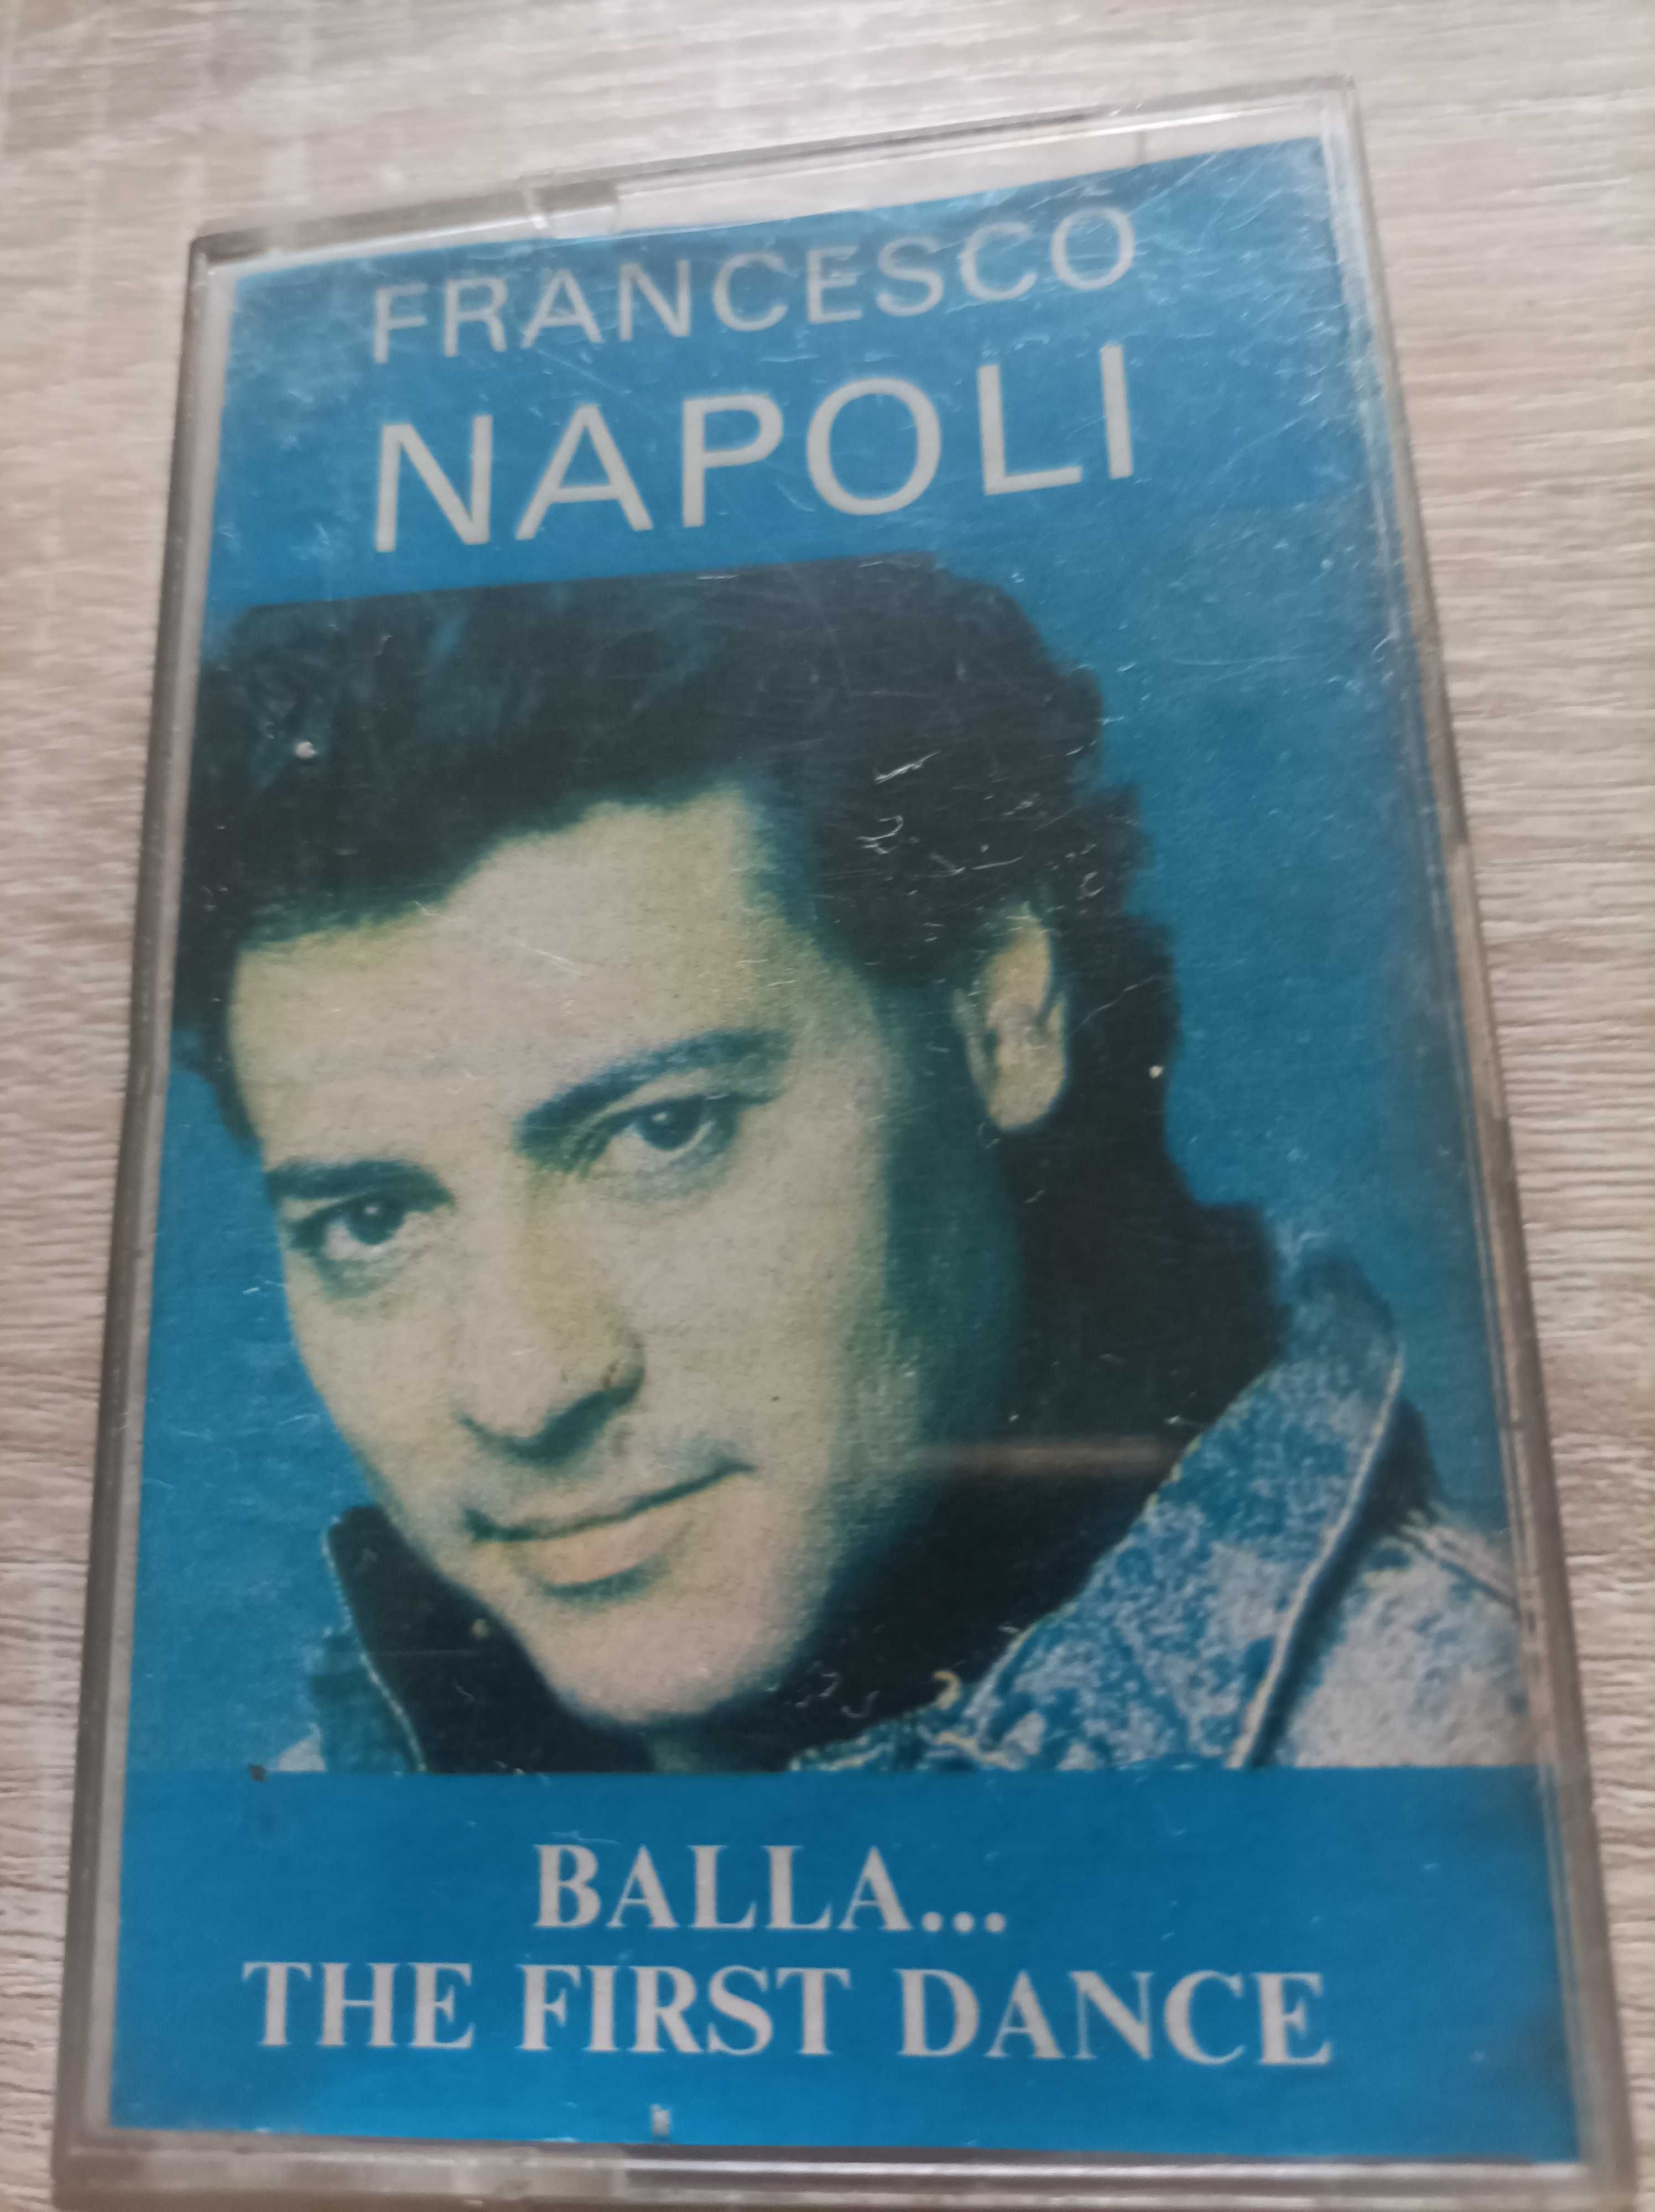 FRANCESCO
NAPOLI
BALLA...
THE FIRST DANCE